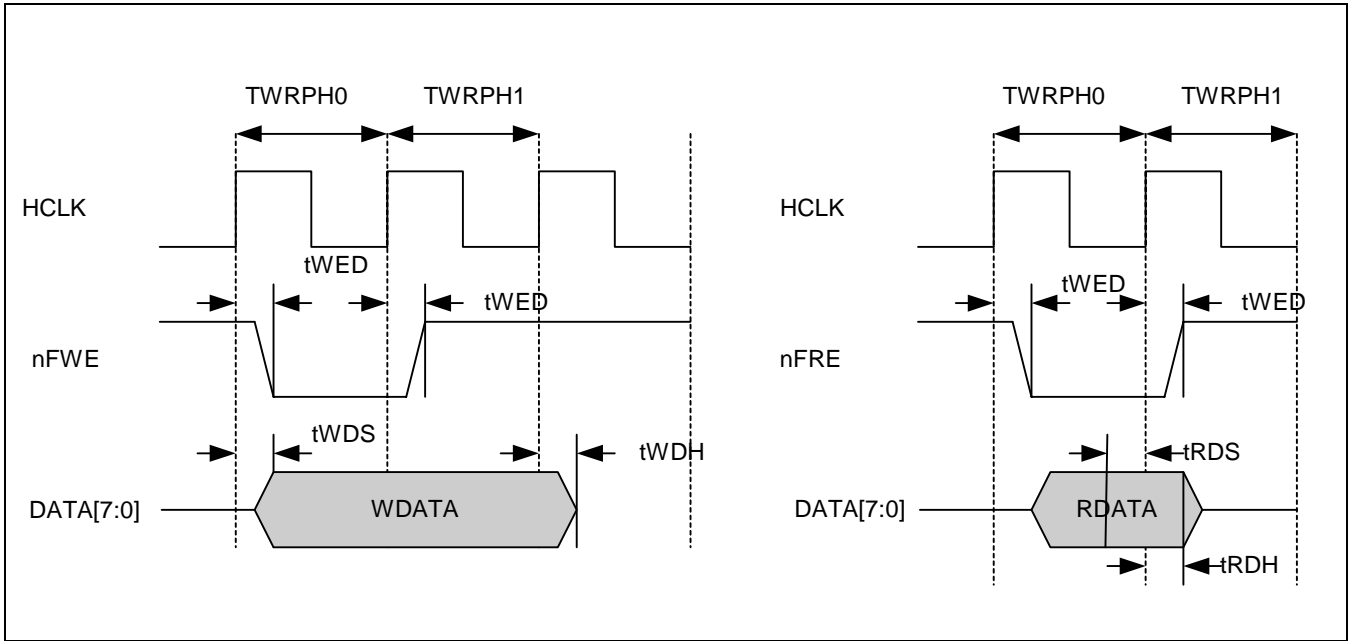 TWRPH0 TWRPH1
HCLK
tWED
tWED
nFWE
tWDS
tWDH
DATA[7:0]
WDATA
TWRPH0 TWRPH1
HCLK
tWED
tWED
nFRE
tRDS
DATA[7:0]
RDATA
tRDH